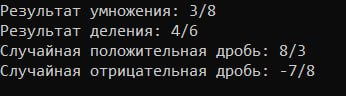 Результат умножения: 3/8
Результат деления: 4/6
Случайная положительная дробь: 8/3
Случайная отрицательная дробь: -7/8